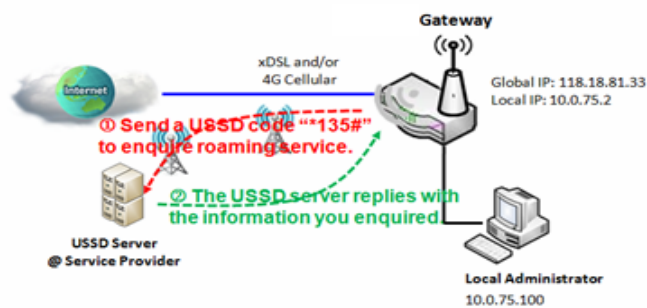 Gateway
xDSL and/or
4G Cellular
Internet
Global IP: 118.18.81.33
Local IP: 10.0.75.2
① Send a USSD code “*135#”
to enquire roaming service.
② The USSD server replies with
the information you enquired.
USSD Server
@ Service Provider
Local Administrator
10.0.75.100